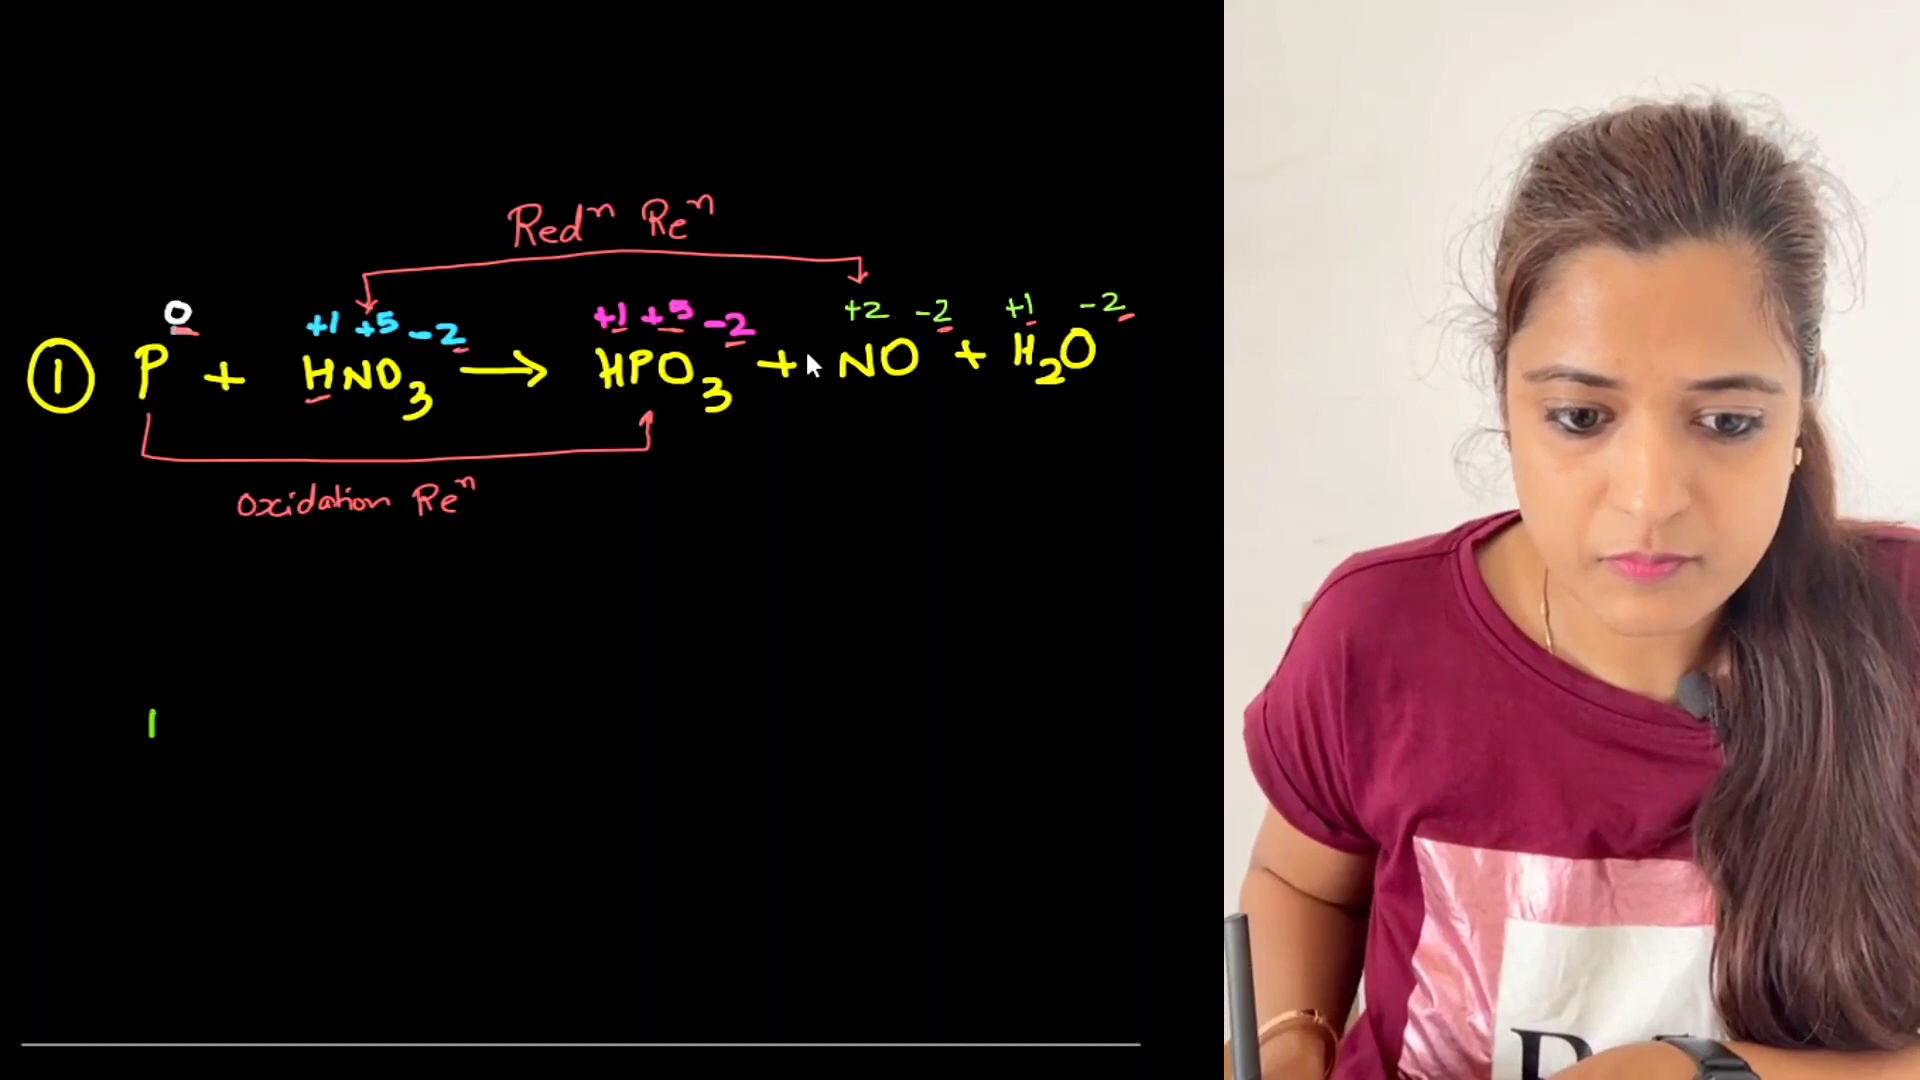 Redⁿ Reⁿ
0 +1 +5 -2 +1 +5 -2 +2 -2 +1 -2
① P + HNO₃ → HPO₃ + NO + H₂O
Oxidation Reⁿ